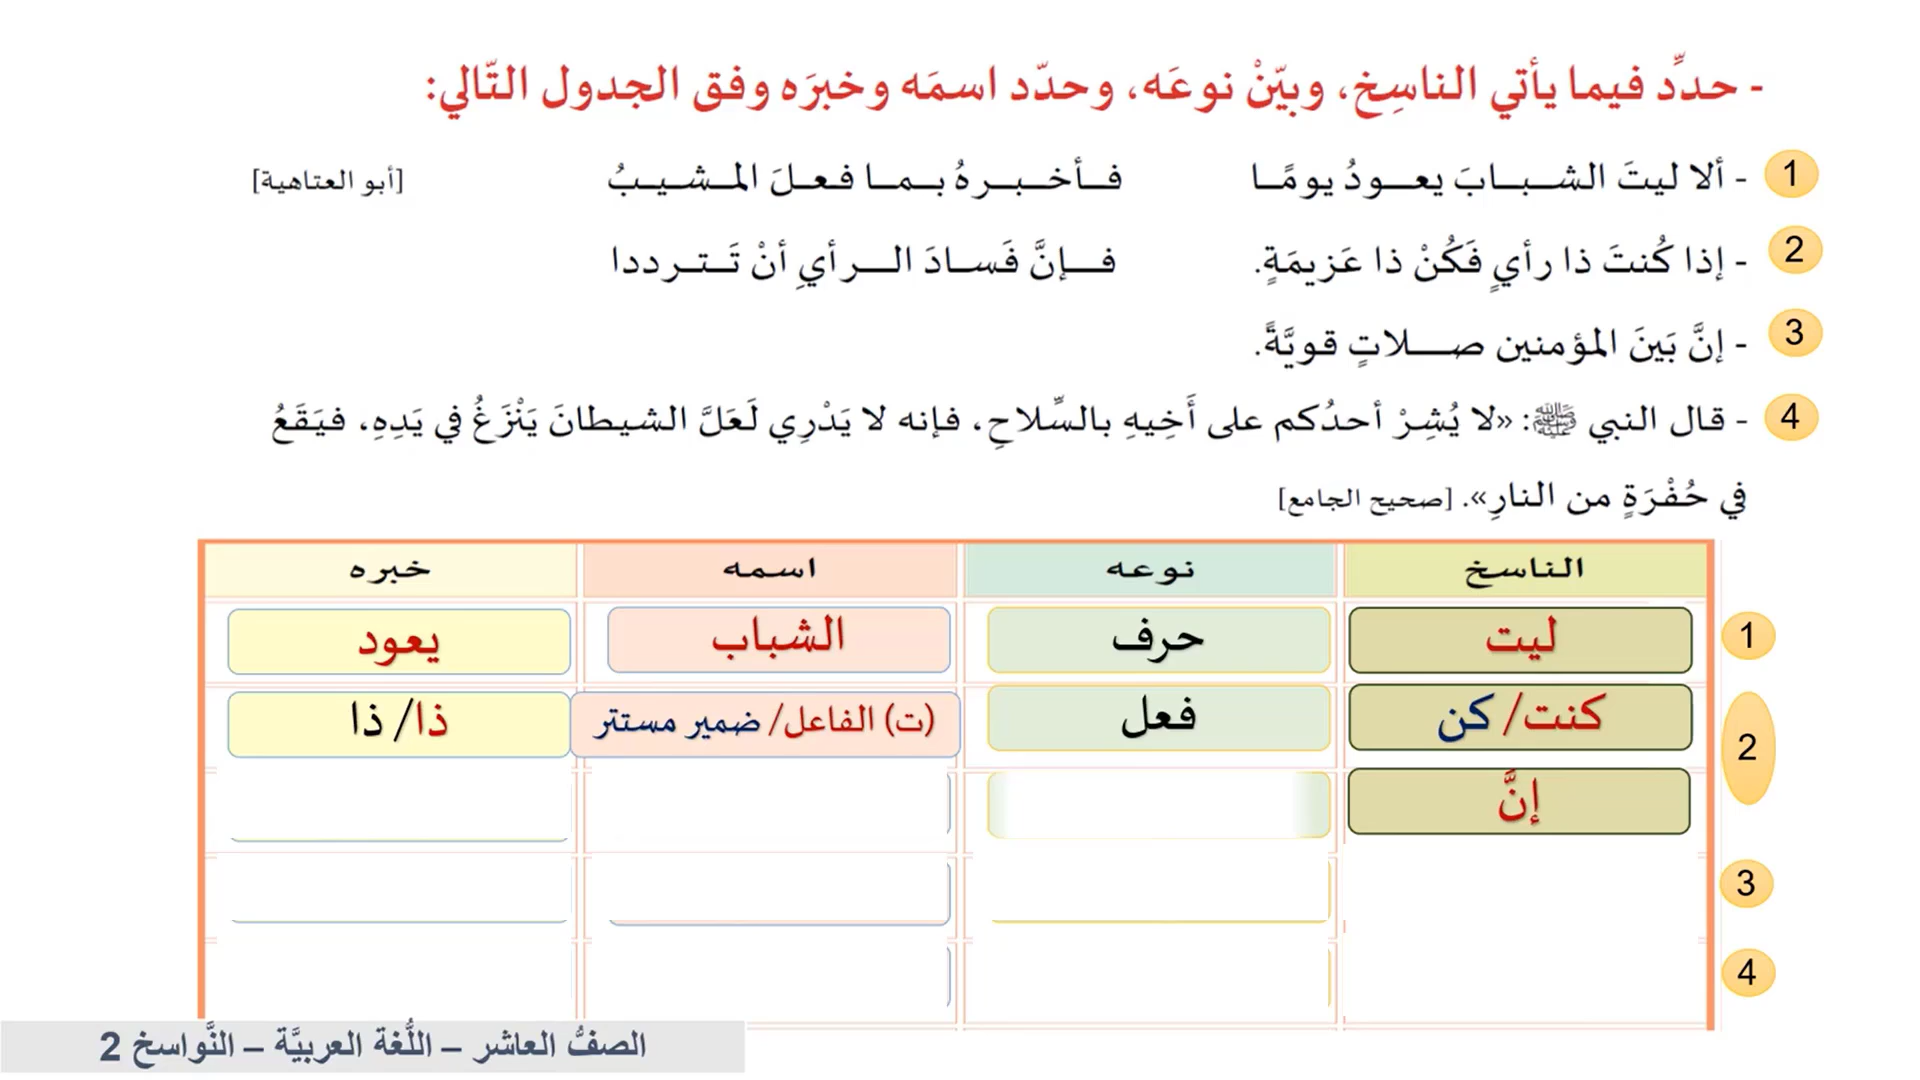 - حدِّد فيما يأتي الناسِخ، وبيّنْ نوعَه، وحدّد اسمَه وخبرَه وفق الجدول التّالي:
1 - ألا ليتَ الشبابَ يعودُ يومًا فأخبرهُ بما فعلَ المشيبُ [أبو العتاهية]
2 - إذا كُنتَ ذا رأيٍ فَكُنْ ذا عَزيمَةٍ. فإنَّ فَسادَ الرأيِ أنْ تَترددا
3 - إنَّ بَينَ المؤمنين صلاتٍ قويَّةً.
4 - قال النبي ﷺ: «لا يُشِرْ أحدُكم على أَخِيهِ بالسِّلاحِ، فإنه لا يَدْرِي لَعَلَّ الشيطانَ يَنْزَغُ في يَدِهِ، فيَقَعُ
في حُفْرَةٍ من النارِ». [صحيح الجامع]
الناسخ نوعه اسمه خبره
1 ليت حرف الشباب يعود
2 كنت/ كن فعل (ت) الفاعل/ ضمير مستتر ذا/ ذا
إنَّ
3
4
الصفُّ العاشر – اللُّغة العربيَّة – النَّواسخ 2